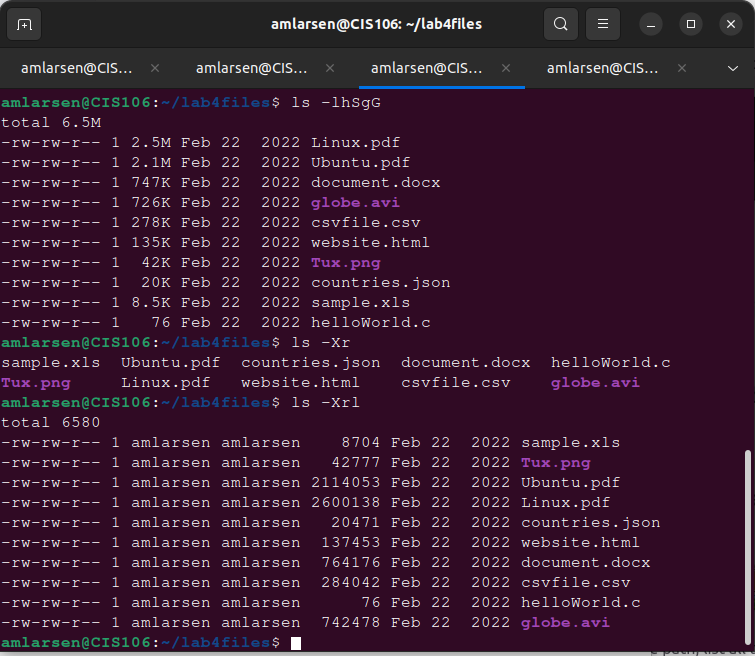 amlarsen@CIS106: ~/lab4files
amlarsen@CIS... × amlarsen@CIS... × amlarsen@CIS... × amlarsen@CIS... ×
amlarsen@CIS106:~/lab4files$ ls -lhSgG
total 6.5M
-rw-rw-r-- 1 2.5M Feb 22  2022 Linux.pdf
-rw-rw-r-- 1 2.1M Feb 22  2022 Ubuntu.pdf
-rw-rw-r-- 1 747K Feb 22  2022 document.docx
-rw-rw-r-- 1 726K Feb 22  2022 globe.avi
-rw-rw-r-- 1 278K Feb 22  2022 csvfile.csv
-rw-rw-r-- 1 135K Feb 22  2022 website.html
-rw-rw-r-- 1  42K Feb 22  2022 Tux.png
-rw-rw-r-- 1  20K Feb 22  2022 countries.json
-rw-rw-r-- 1 8.5K Feb 22  2022 sample.xls
-rw-rw-r-- 1   76 Feb 22  2022 helloWorld.c
amlarsen@CIS106:~/lab4files$ ls -Xr
sample.xls  Ubuntu.pdf  countries.json  document.docx  helloWorld.c
Tux.png     Linux.pdf   website.html    csvfile.csv    globe.avi
amlarsen@CIS106:~/lab4files$ ls -Xrl
total 6580
-rw-rw-r-- 1 amlarsen amlarsen    8704 Feb 22  2022 sample.xls
-rw-rw-r-- 1 amlarsen amlarsen   42777 Feb 22  2022 Tux.png
-rw-rw-r-- 1 amlarsen amlarsen 2114053 Feb 22  2022 Ubuntu.pdf
-rw-rw-r-- 1 amlarsen amlarsen 2600138 Feb 22  2022 Linux.pdf
-rw-rw-r-- 1 amlarsen amlarsen   20471 Feb 22  2022 countries.json
-rw-rw-r-- 1 amlarsen amlarsen  137453 Feb 22  2022 website.html
-rw-rw-r-- 1 amlarsen amlarsen  764176 Feb 22  2022 document.docx
-rw-rw-r-- 1 amlarsen amlarsen  284042 Feb 22  2022 csvfile.csv
-rw-rw-r-- 1 amlarsen amlarsen      76 Feb 22  2022 helloWorld.c
-rw-rw-r-- 1 amlarsen amlarsen  742478 Feb 22  2022 globe.avi
amlarsen@CIS106:~/lab4files$